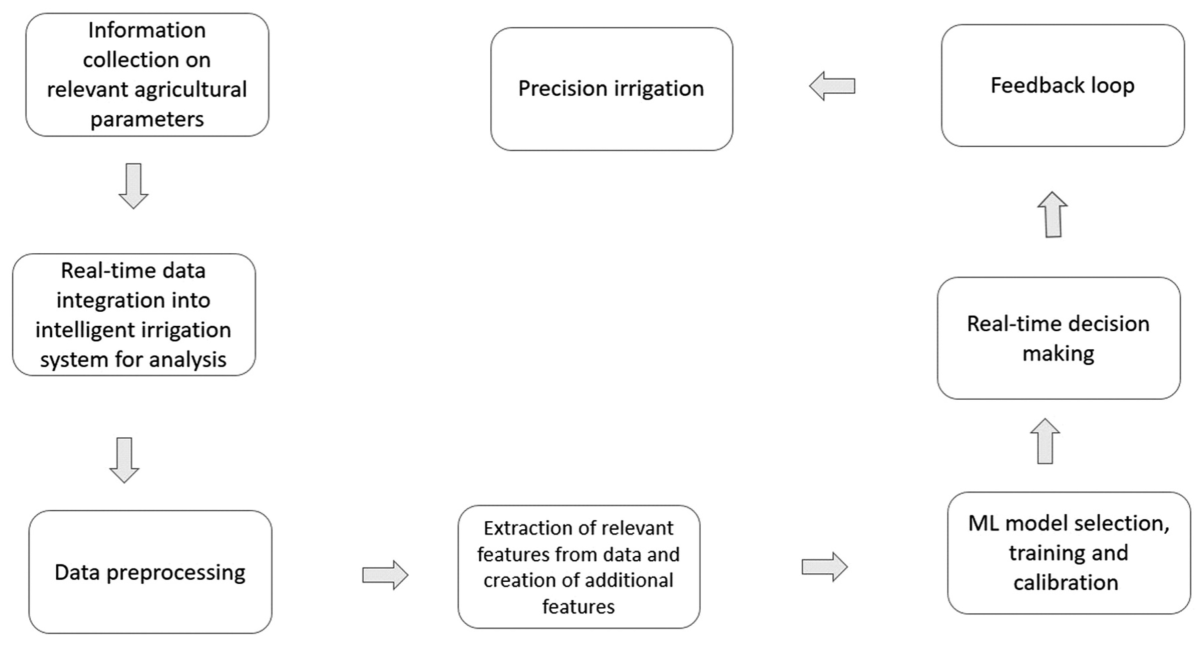 Information
collection on
relevant agricultural
parameters
Real-time data
integration into
intelligent irrigation
system for analysis
Data preprocessing
Extraction of relevant
features from data and
creation of additional
features
ML model selection,
training and
calibration
Real-time decision
making
Feedback loop
Precision irrigation